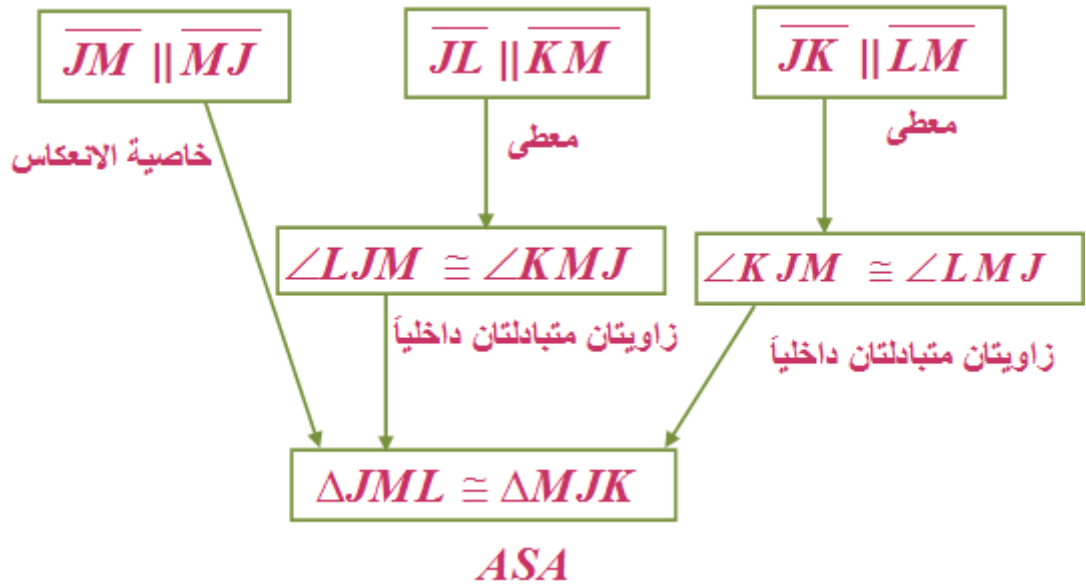 JM || MJ
JL || KM
JK || LM
خاصية الانعكاس
معطى
معطى
∠LJM ≅ ∠KMJ
∠KJM ≅ ∠LMJ
زاويتان متبادلتان داخلياً
زاويتان متبادلتان داخلياً
ΔJML ≅ ΔMJK
ASA